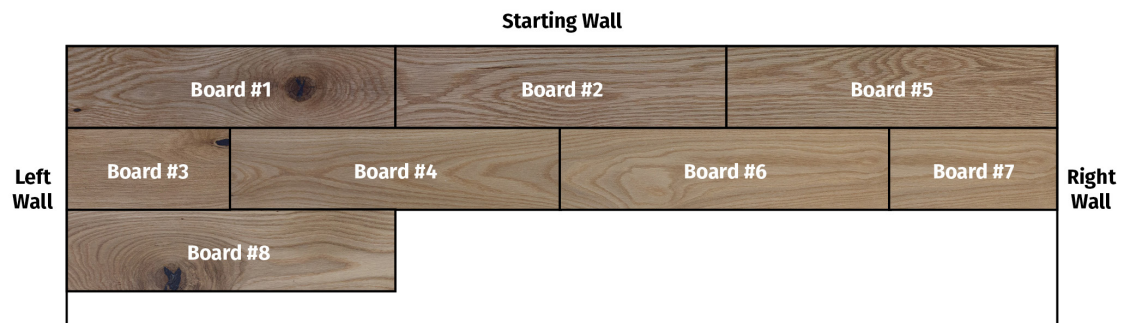 Starting Wall
Board #1
Board #2
Board #5
Board #3
Board #4
Board #6
Board #7
Left
Wall
Right
Wall
Board #8